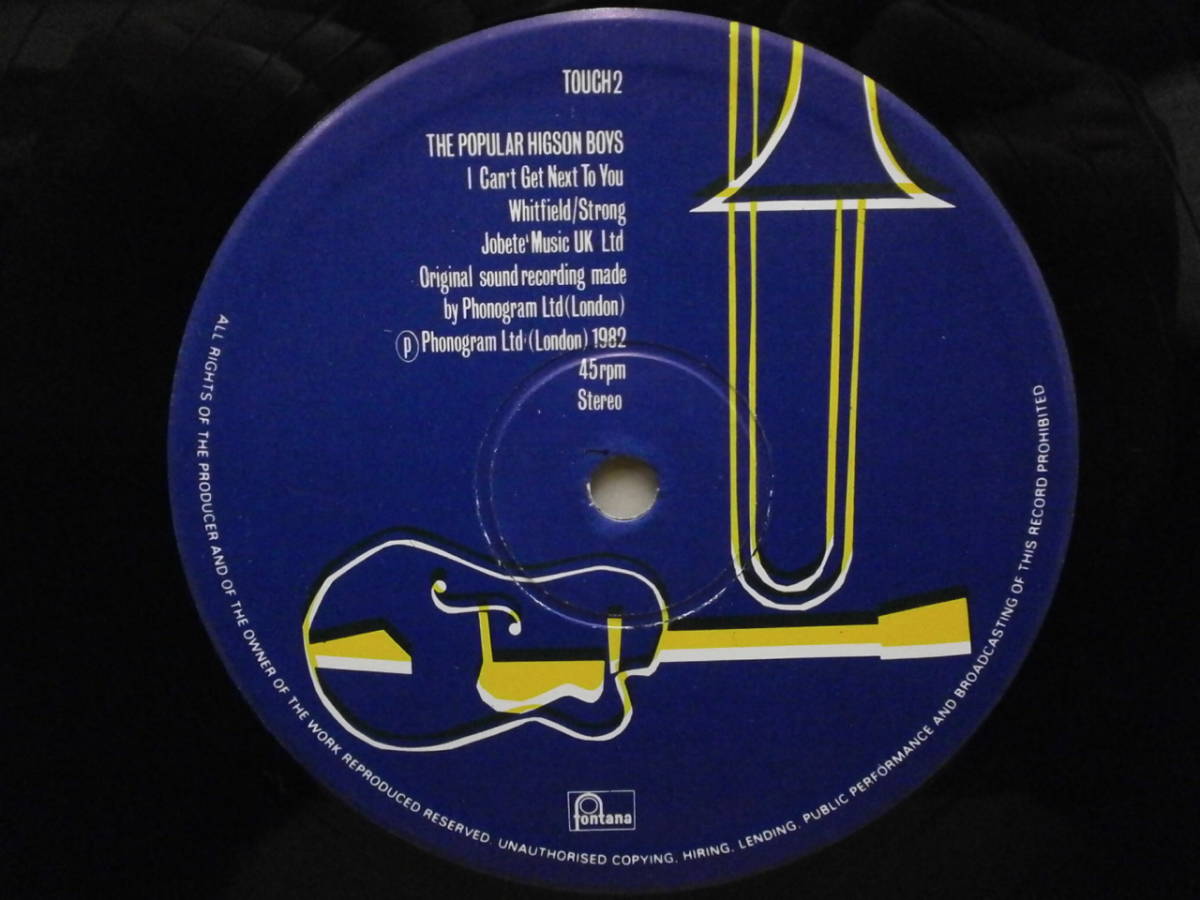 TOUCH 2
THE POPULAR HIGSON BOYS
I Can't Get Next To You
Whitfield/Strong
Jobete Music UK Ltd
Original sound recording made
by Phonogram Ltd (London)
℗ Phonogram Ltd (London) 1982
45 rpm
Stereo
fontana
ALL RIGHTS OF THE PRODUCER AND OF THE OWNER OF THE WORK REPRODUCED RESERVED. UNAUTHORISED COPYING, HIRING, LENDING, PUBLIC PERFORMANCE AND BROADCASTING OF THIS RECORD PROHIBITED